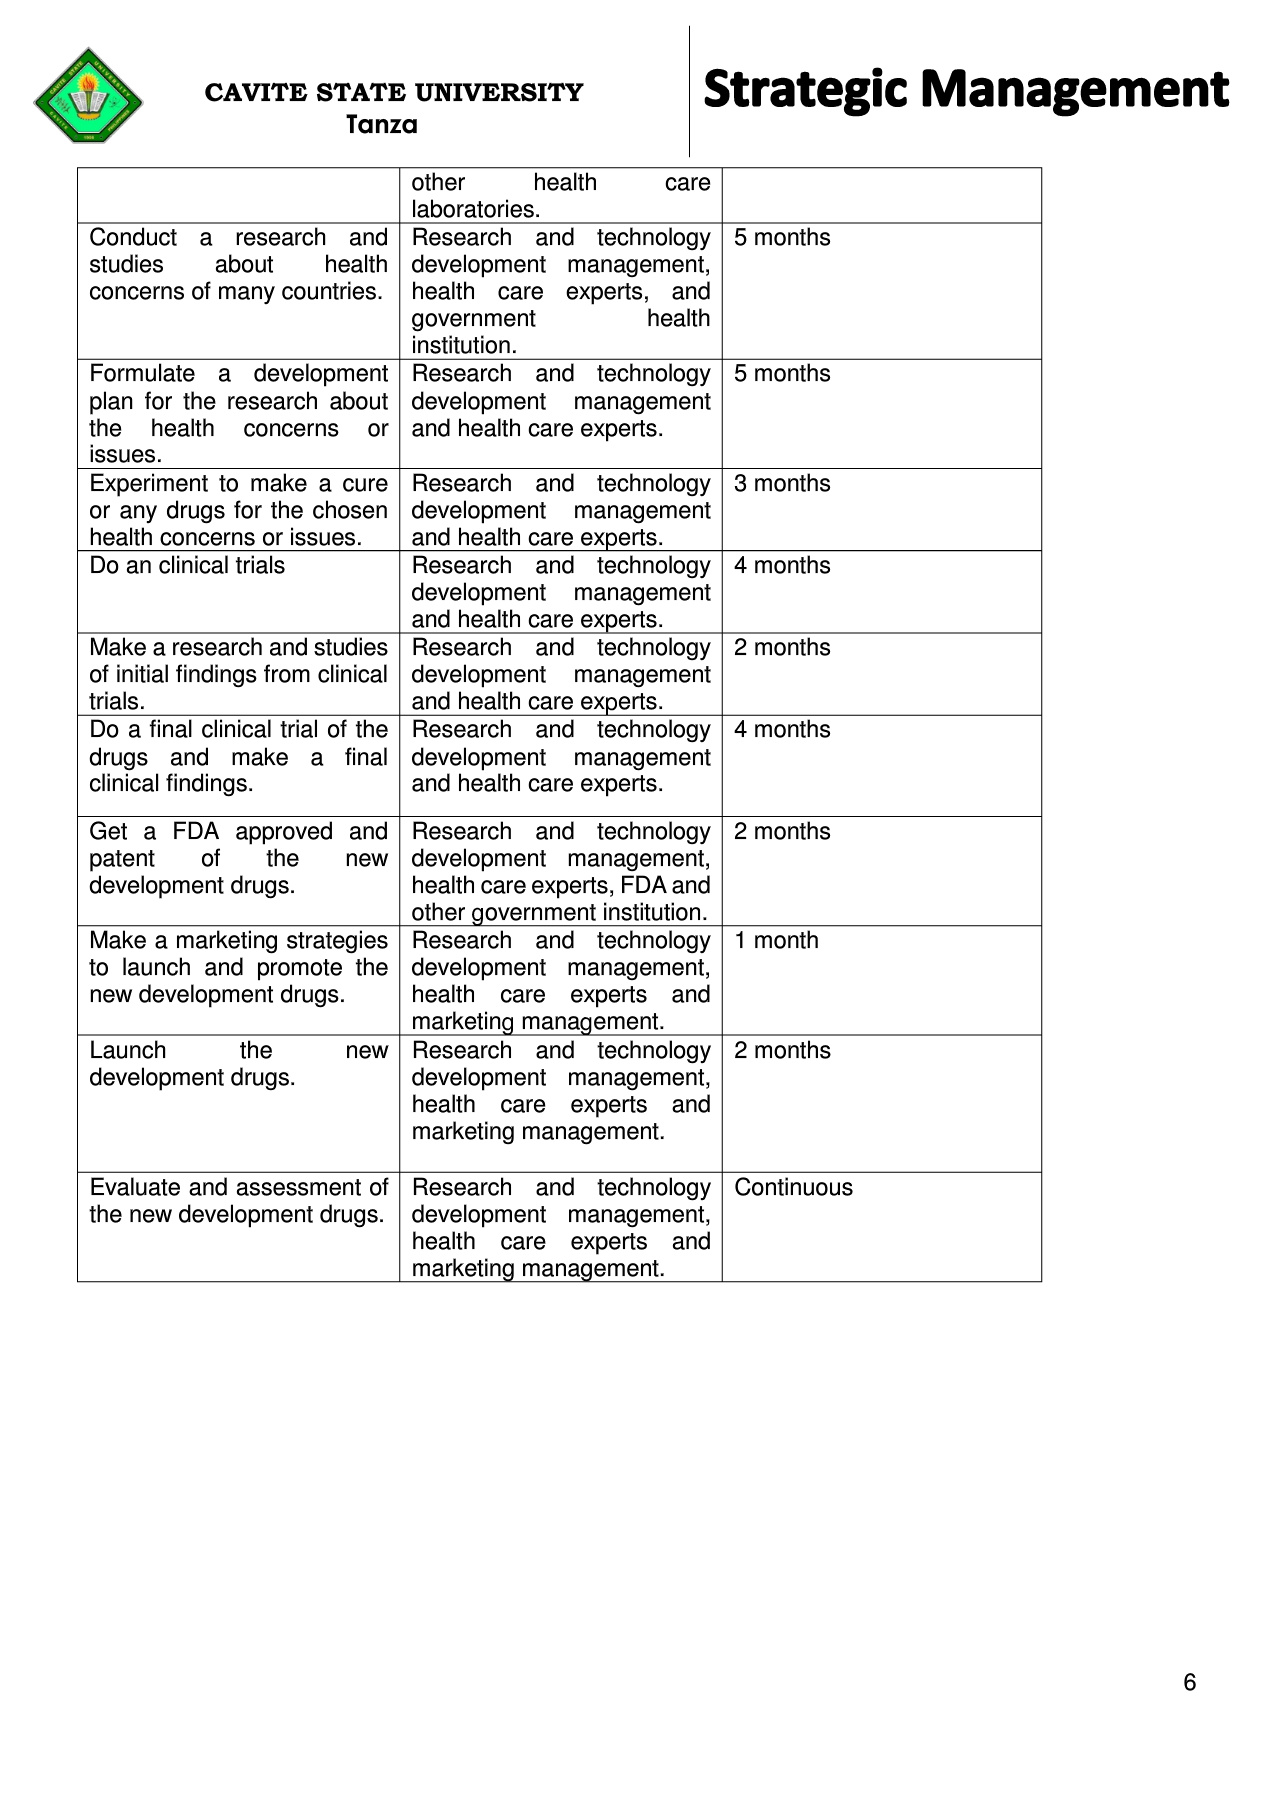 CAVITE STATE UNIVERSITY
Tanza
Strategic Management
other health care
laboratories.
Conduct a research and
studies about health
concerns of many countries.
Research and technology
development management,
health care experts, and
government health
institution.
5 months
Formulate a development
plan for the research about
the health concerns or
issues.
Research and technology
development management
and health care experts.
5 months
Experiment to make a cure
or any drugs for the chosen
health concerns or issues.
Research and technology
development management
and health care experts.
3 months
Do an clinical trials
Research and technology
development management
and health care experts.
4 months
Make a research and studies
of initial findings from clinical
trials.
Research and technology
development management
and health care experts.
2 months
Do a final clinical trial of the
drugs and make a final
clinical findings.
Research and technology
development management
and health care experts.
4 months
Get a FDA approved and
patent of the new
development drugs.
Research and technology
development management,
health care experts, FDA and
other government institution.
2 months
Make a marketing strategies
to launch and promote the
new development drugs.
Research and technology
development management,
health care experts and
marketing management.
1 month
Launch the new
development drugs.
Research and technology
development management,
health care experts and
marketing management.
2 months
Evaluate and assessment of
the new development drugs.
Research and technology
development management,
health care experts and
marketing management.
Continuous
6